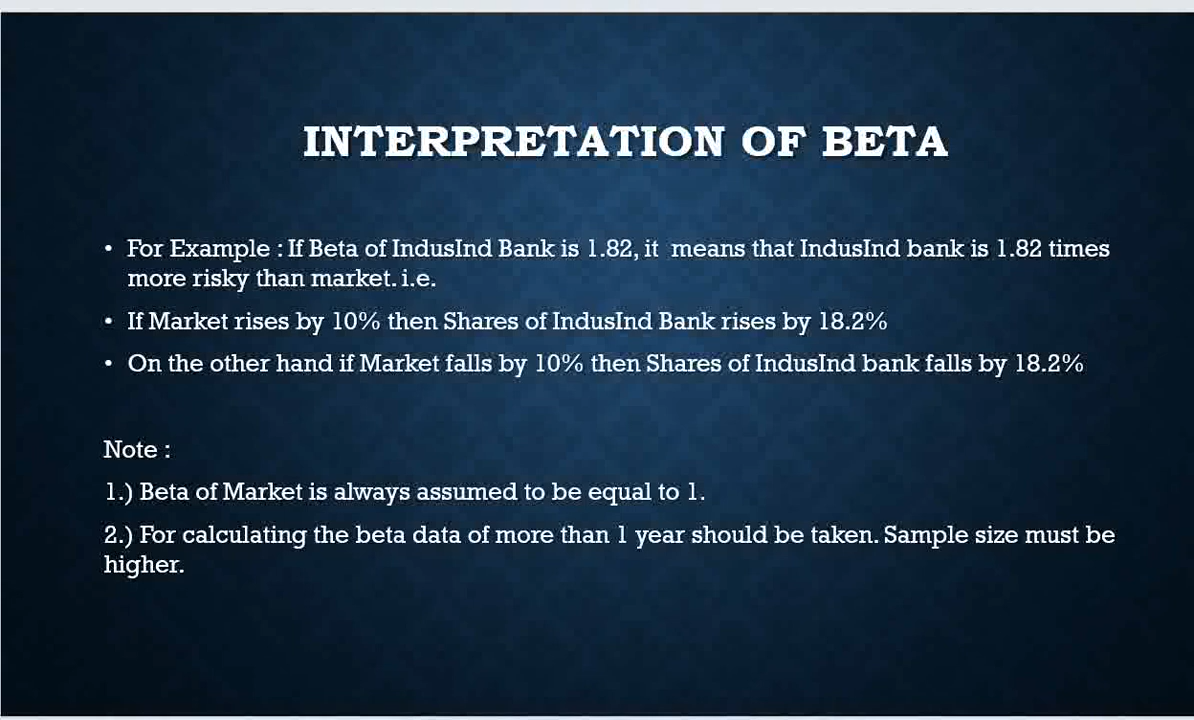 INTERPRETATION OF BETA
• For Example : If Beta of IndusInd Bank is 1.82, it  means that IndusInd bank is 1.82 times
more risky than market. i.e.
• If Market rises by 10% then Shares of IndusInd Bank rises by 18.2%
• On the other hand if Market falls by 10% then Shares of IndusInd bank falls by 18.2%
Note :
1.) Beta of Market is always assumed to be equal to 1.
2.) For calculating the beta data of more than 1 year should be taken. Sample size must be
higher.